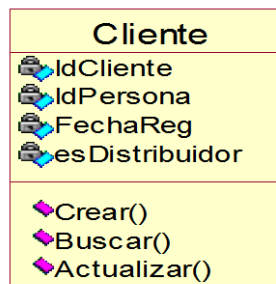 Cliente
IdCliente
IdPersona
FechaReg
esDistribuidor
Crear()
Buscar()
Actualizar()